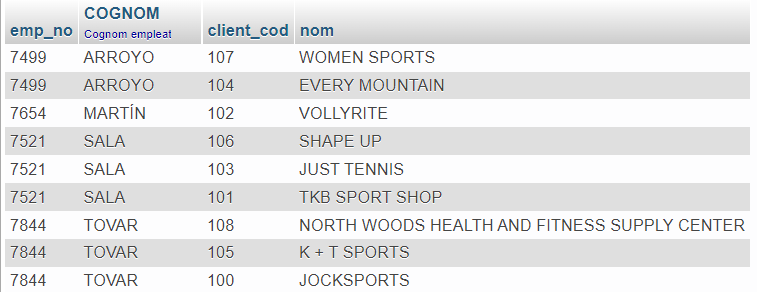 emp_no COGNOM Cognom empleat client_cod nom
7499 ARROYO 107 WOMEN SPORTS
7499 ARROYO 104 EVERY MOUNTAIN
7654 MARTÍN 102 VOLLYRITE
7521 SALA 106 SHAPE UP
7521 SALA 103 JUST TENNIS
7521 SALA 101 TKB SPORT SHOP
7844 TOVAR 108 NORTH WOODS HEALTH AND FITNESS SUPPLY CENTER
7844 TOVAR 105 K + T SPORTS
7844 TOVAR 100 JOCKSPORTS